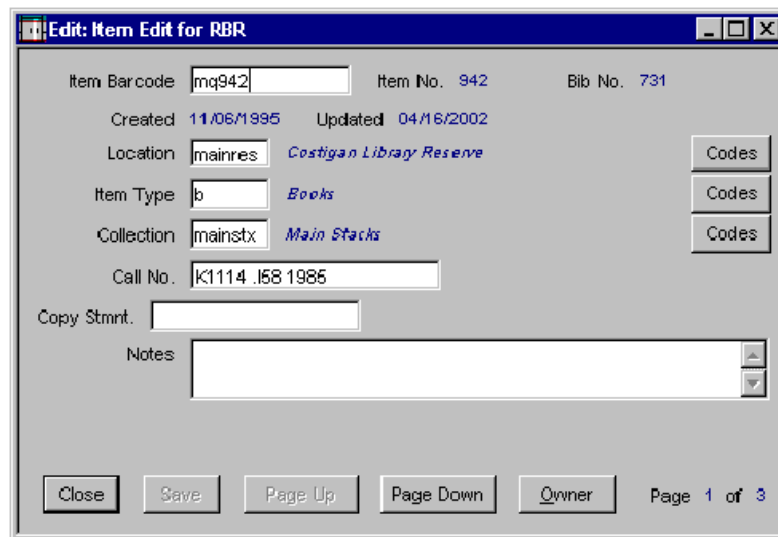 Edit: Item Edit for RBR
Item Barcode mq942 Item No. 942 Bib No. 731
Created 11/06/1995 Updated 04/16/2002
Location mainres Costigan Library Reserve Codes
Item Type b Books Codes
Collection mainstx Main Stacks Codes
Call No. K1114 .I58 1985
Copy Stmnt.
Notes
Close Save Page Up Page Down Owner Page 1 of 3